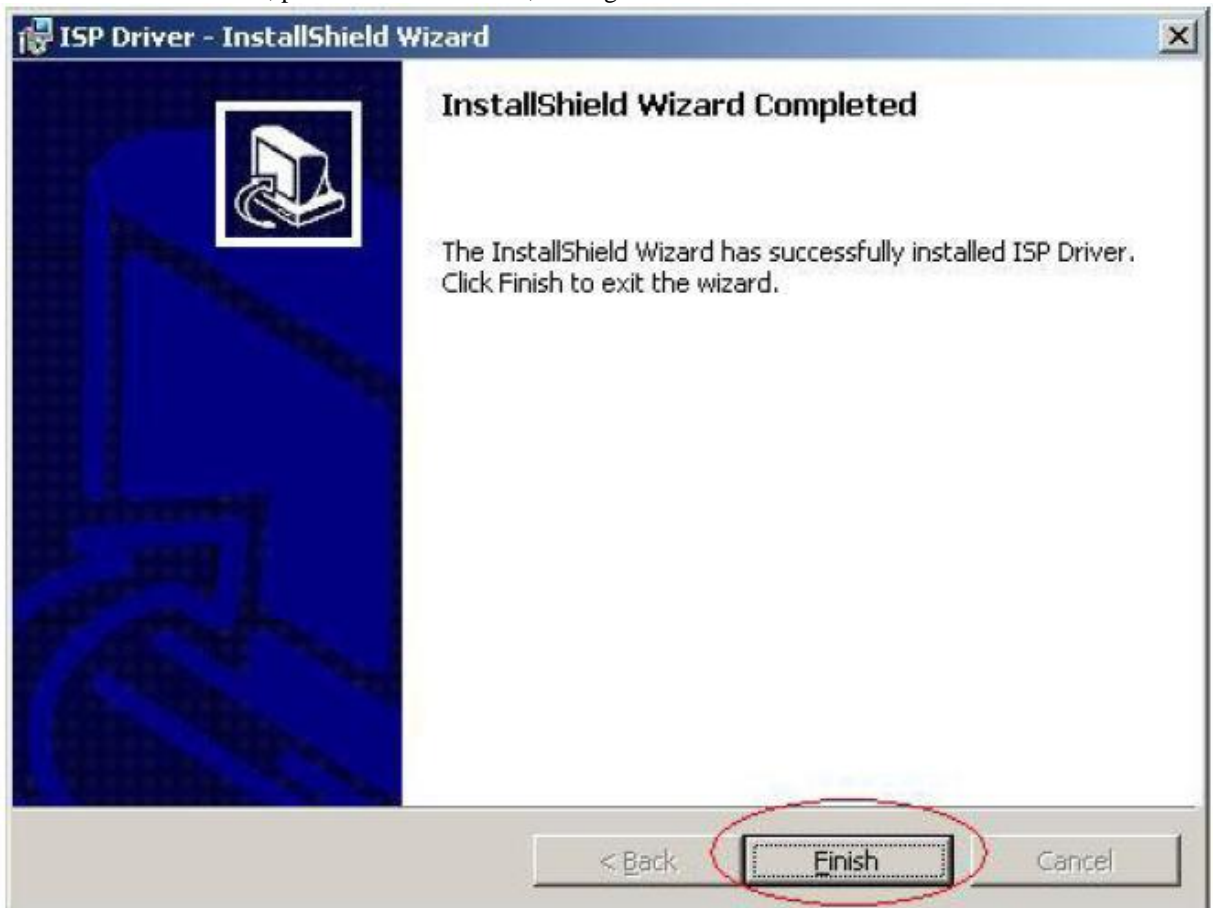 ISP Driver - InstallShield Wizard
InstallShield Wizard Completed
The InstallShield Wizard has successfully installed ISP Driver.
Click Finish to exit the wizard.
< Back
Finish
Cancel